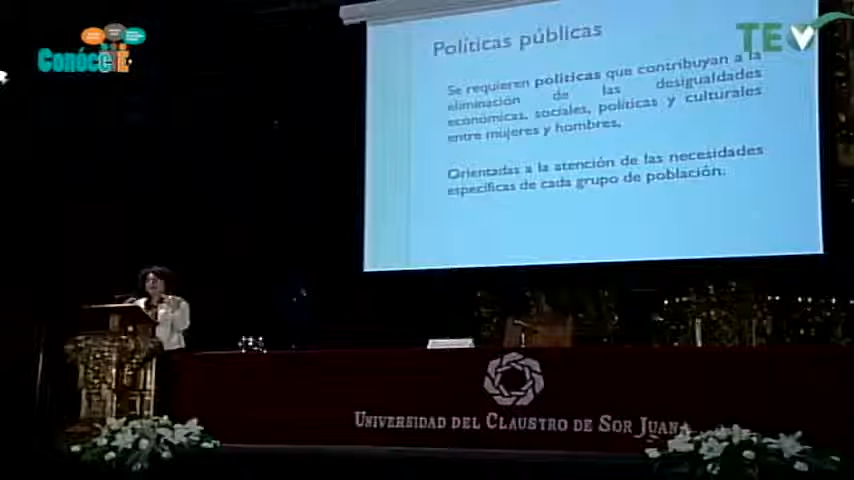 ConóceTE
TEV
Políticas públicas
Se requieren políticas que contribuyan a la
eliminación de las desigualdades
económicas, sociales, políticas y culturales
entre mujeres y hombres.
Orientadas a la atención de las necesidades
específicas de cada grupo de población.
UNIVERSIDAD DEL CLAUSTRO DE SOR JUANA